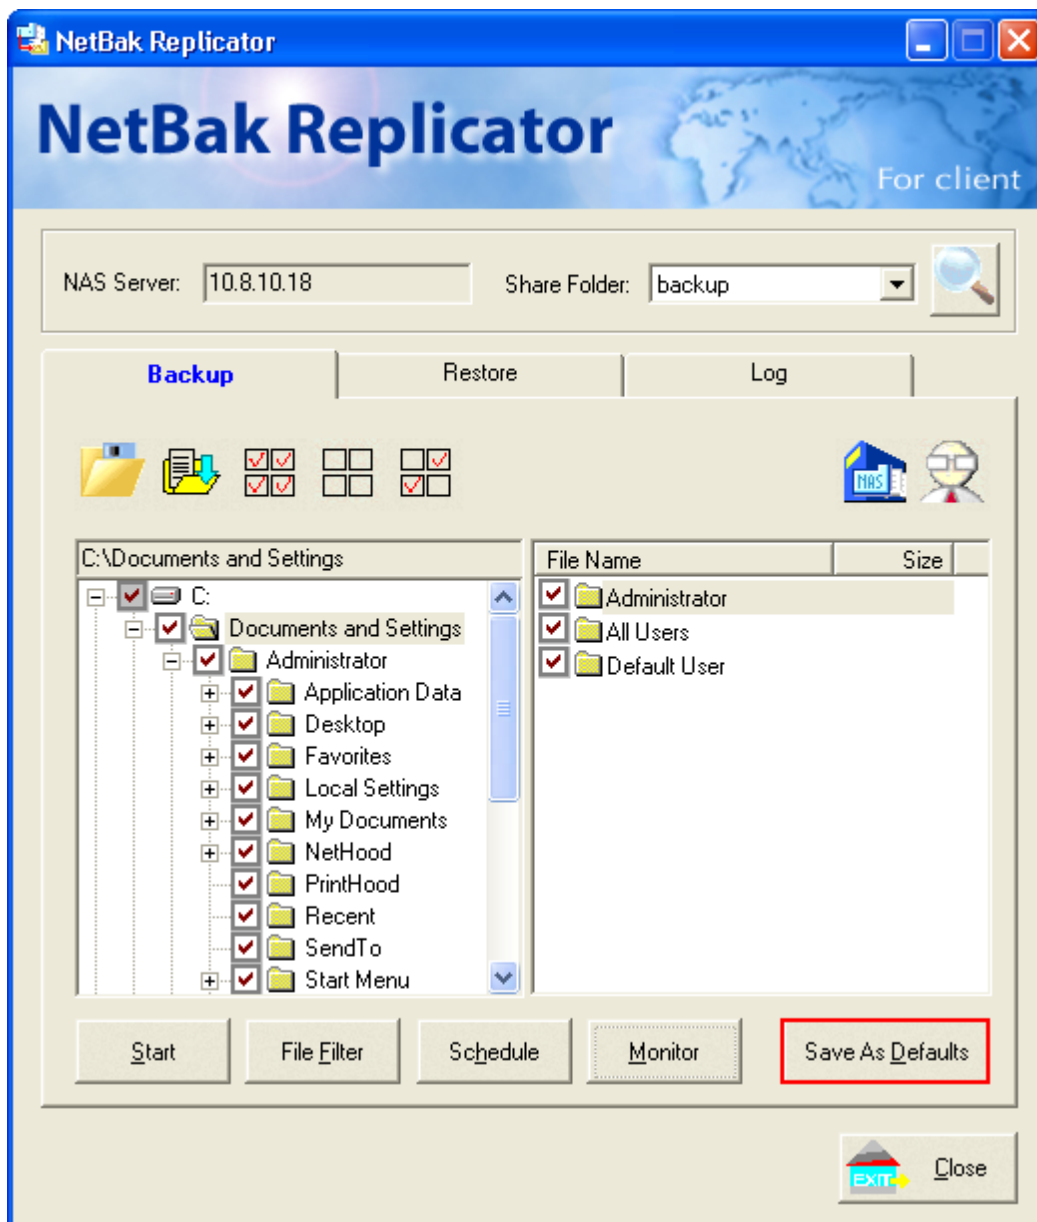 NetBak Replicator
NetBak Replicator
For client
NAS Server: 10.8.10.18 Share Folder: backup
Backup Restore Log
NAS
C:\Documents and Settings
File Name Size
C:
Documents and Settings
Administrator
Application Data
Desktop
Favorites
Local Settings
My Documents
NetHood
PrintHood
Recent
SendTo
Start Menu
Administrator
All Users
Default User
Start File Filter Schedule Monitor Save As Defaults
EXIT Close